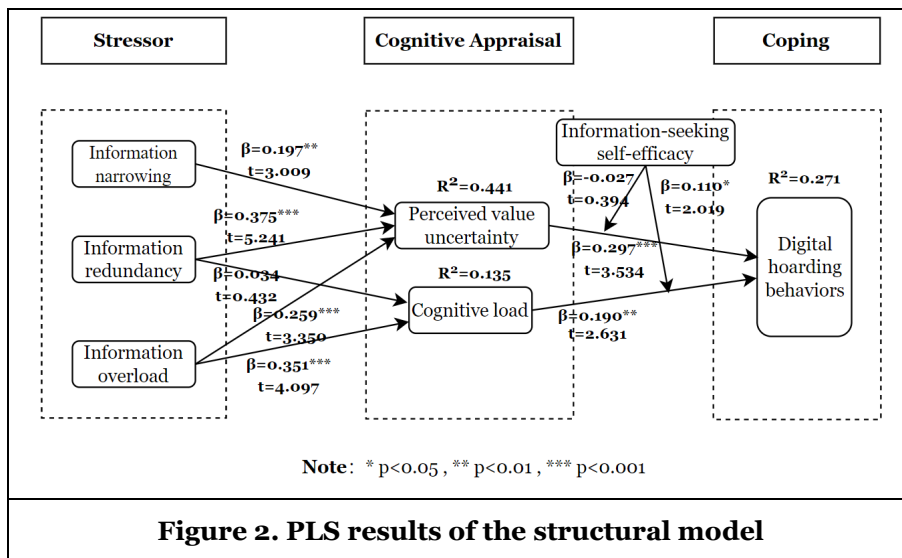 Stressor
Cognitive Appraisal
Coping
Information
narrowing
β=0.197**
t=3.009
Information-seeking
self-efficacy
R²=0.441
β=-0.027
t=0.394
β=0.110*
t=2.019
R²=0.271
β=0.375***
t=5.241
Perceived value
uncertainty
Information
redundancy
β=0.297***
t=3.534
Digital
hoarding
behaviors
β=0.034
t=0.432
R²=0.135
Cognitive load
β=0.259***
t=3.350
β=0.190**
t=2.631
Information
overload
β=0.351***
t=4.097
Note: * p<0.05 , ** p<0.01 , *** p<0.001
Figure 2. PLS results of the structural model